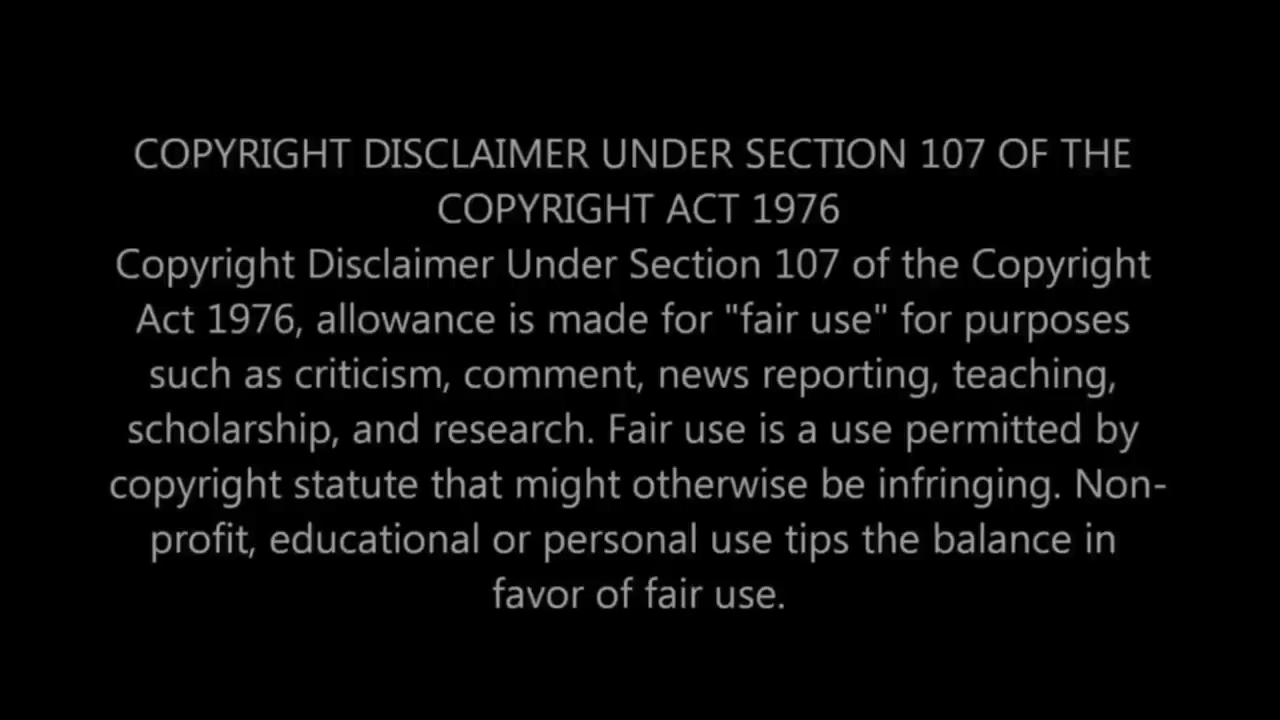 COPYRIGHT DISCLAIMER UNDER SECTION 107 OF THE
COPYRIGHT ACT 1976
Copyright Disclaimer Under Section 107 of the Copyright
Act 1976, allowance is made for "fair use" for purposes
such as criticism, comment, news reporting, teaching,
scholarship, and research. Fair use is a use permitted by
copyright statute that might otherwise be infringing. Non-
profit, educational or personal use tips the balance in
favor of fair use.